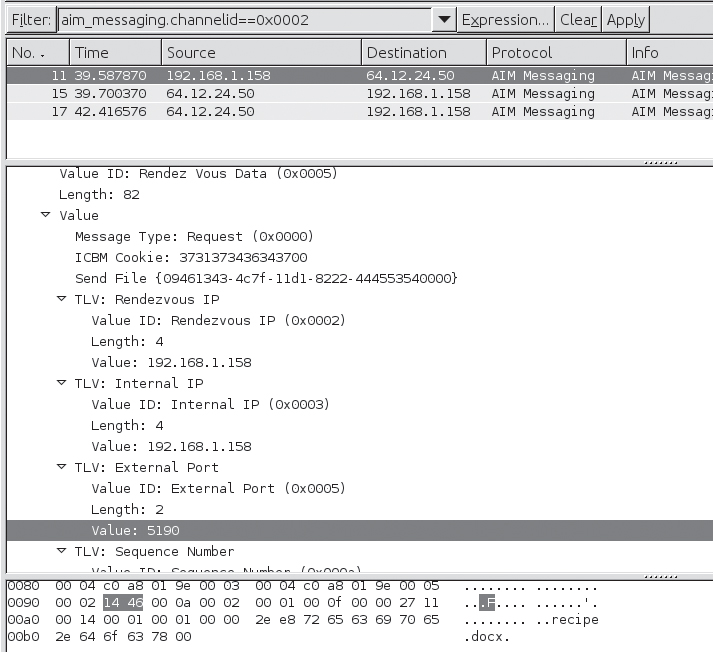 Filter: aim_messaging.channelid==0x0002 Expression... Clear Apply
No. . Time Source Destination Protocol Info
11 39.587870 192.168.1.158 64.12.24.50 AIM Messaging AIM Messag
15 39.700370 64.12.24.50 192.168.1.158 AIM Messaging AIM Messag
17 42.416576 64.12.24.50 192.168.1.158 AIM Messaging AIM Messag
Value ID: Rendez Vous Data (0x0005)
Length: 82
Value
Message Type: Request (0x0000)
ICBM Cookie: 3731373436343700
Send File {09461343-4c7f-11d1-8222-444553540000}
TLV: Rendezvous IP
Value ID: Rendezvous IP (0x0002)
Length: 4
Value: 192.168.1.158
TLV: Internal IP
Value ID: Internal IP (0x0003)
Length: 4
Value: 192.168.1.158
TLV: External Port
Value ID: External Port (0x0005)
Length: 2
Value: 5190
TLV: Sequence Number
Value ID: Sequence Number (0x000a)
0080 00 04 c0 a8 01 9e 00 03 00 04 c0 a8 01 9e 00 05 ........ ........
0090 00 02 14 46 00 0a 00 02 00 01 00 0f 00 00 27 11 ...F.... ......'.
00a0 00 14 00 01 00 01 00 00 2e e8 72 65 63 69 70 65 ........ ..recipe
00b0 2e 64 6f 63 78 00 .docx.